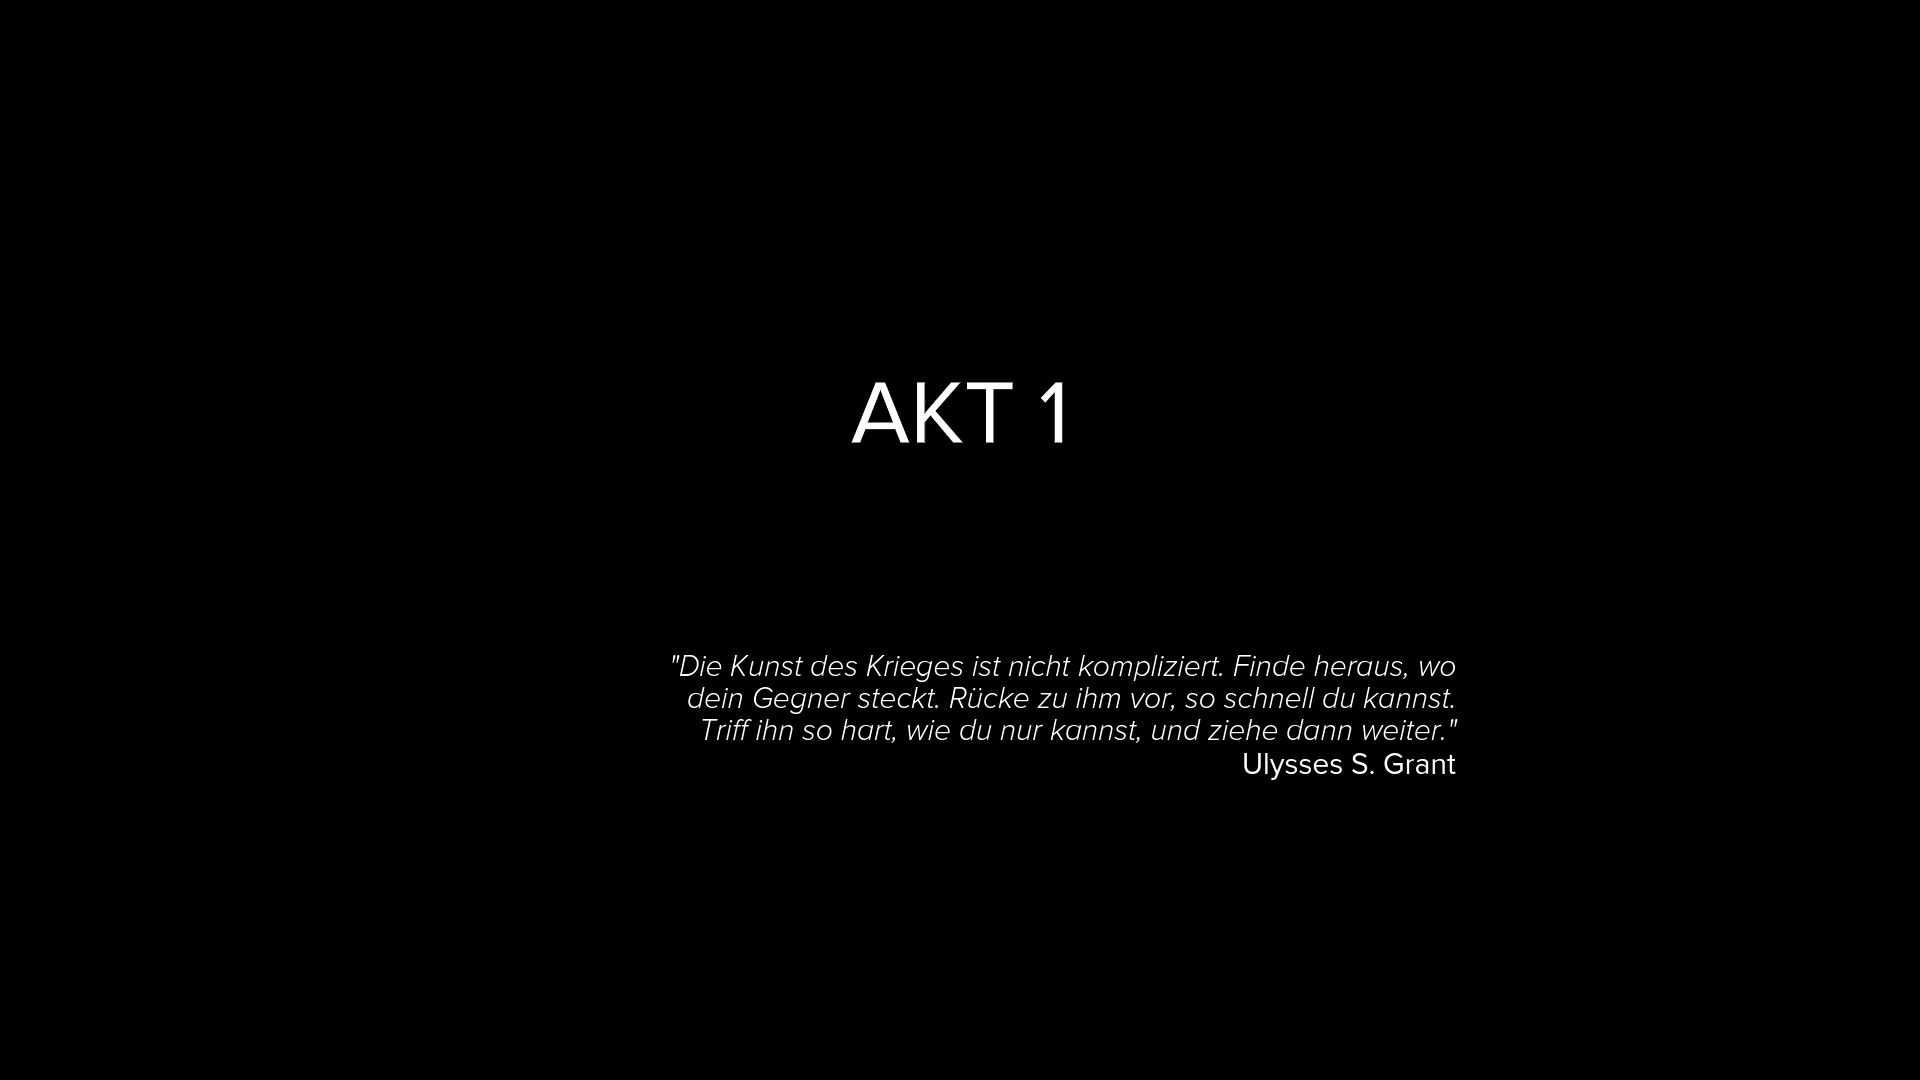 AKT 1
"Die Kunst des Krieges ist nicht kompliziert. Finde heraus, wo
dein Gegner steckt. Rücke zu ihm vor, so schnell du kannst.
Triff ihn so hart, wie du nur kannst, und ziehe dann weiter."
Ulysses S. Grant